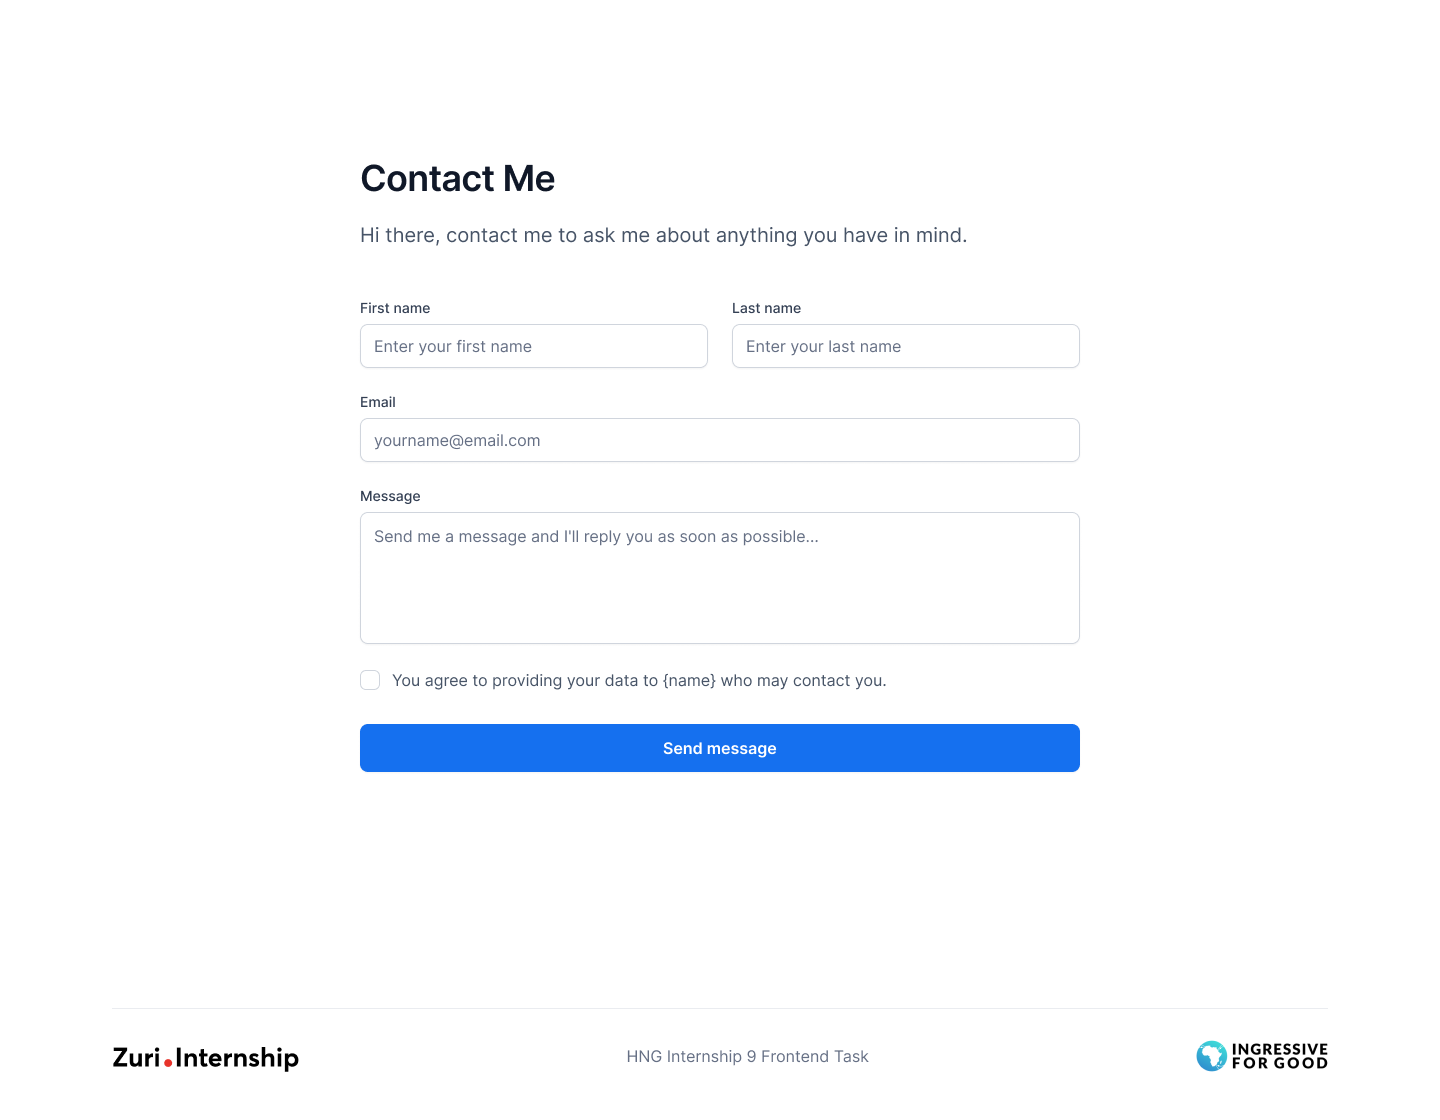 Contact Me
Hi there, contact me to ask me about anything you have in mind.
First name
Last name
Enter your first name
Enter your last name
Email
yourname@email.com
Message
Send me a message and I'll reply you as soon as possible...
You agree to providing your data to {name} who may contact you.
Send message
Zuri.Internship
HNG Internship 9 Frontend Task
INGRESSIVE
FOR GOOD